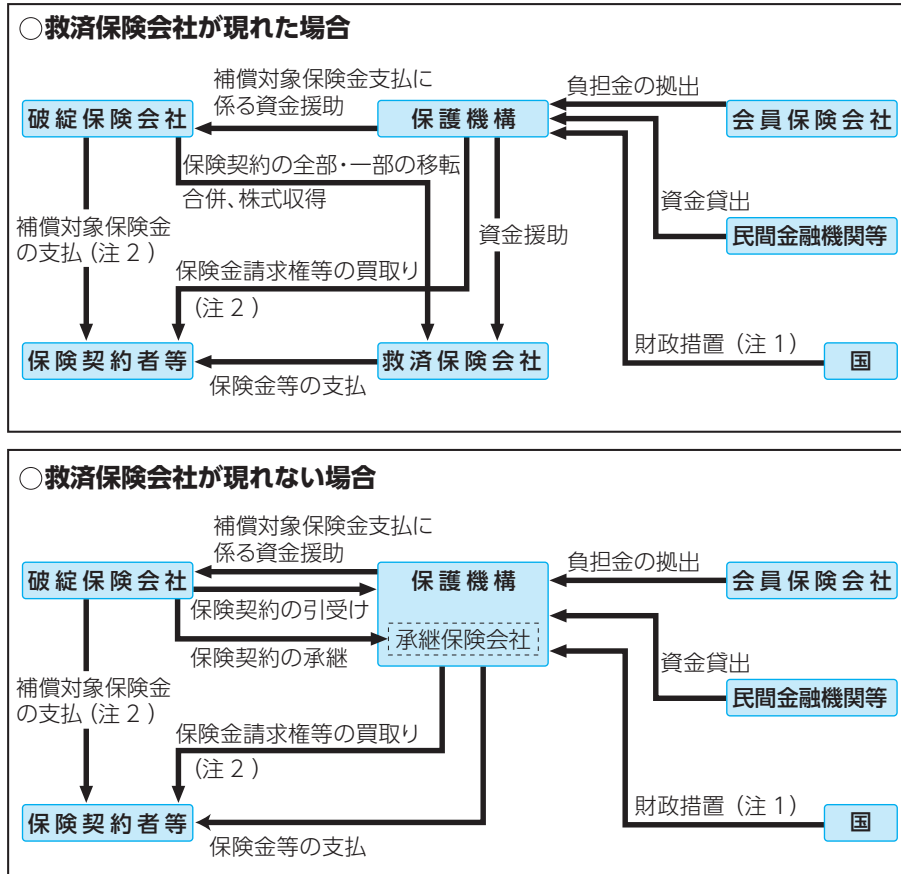 ○救済保険会社が現れた場合
補償対象保険金支払に
係る資金援助
負担金の拠出
破綻保険会社
保護機構
会員保険会社
保険契約の全部・一部の移転
合併、株式収得
資金貸出
補償対象保険金
の支払(注2)
資金援助
民間金融機関等
保険金請求権等の買取り
(注2)
財政措置(注1)
保険契約者等
救済保険会社
国
保険金等の支払
○救済保険会社が現れない場合
補償対象保険金支払に
係る資金援助
負担金の拠出
破綻保険会社
保護機構
会員保険会社
保険契約の引受け
承継保険会社
保険契約の承継
資金貸出
補償対象保険金
の支払(注2)
民間金融機関等
保険金請求権等の買取り
(注2)
財政措置(注1)
保険契約者等
国
保険金等の支払